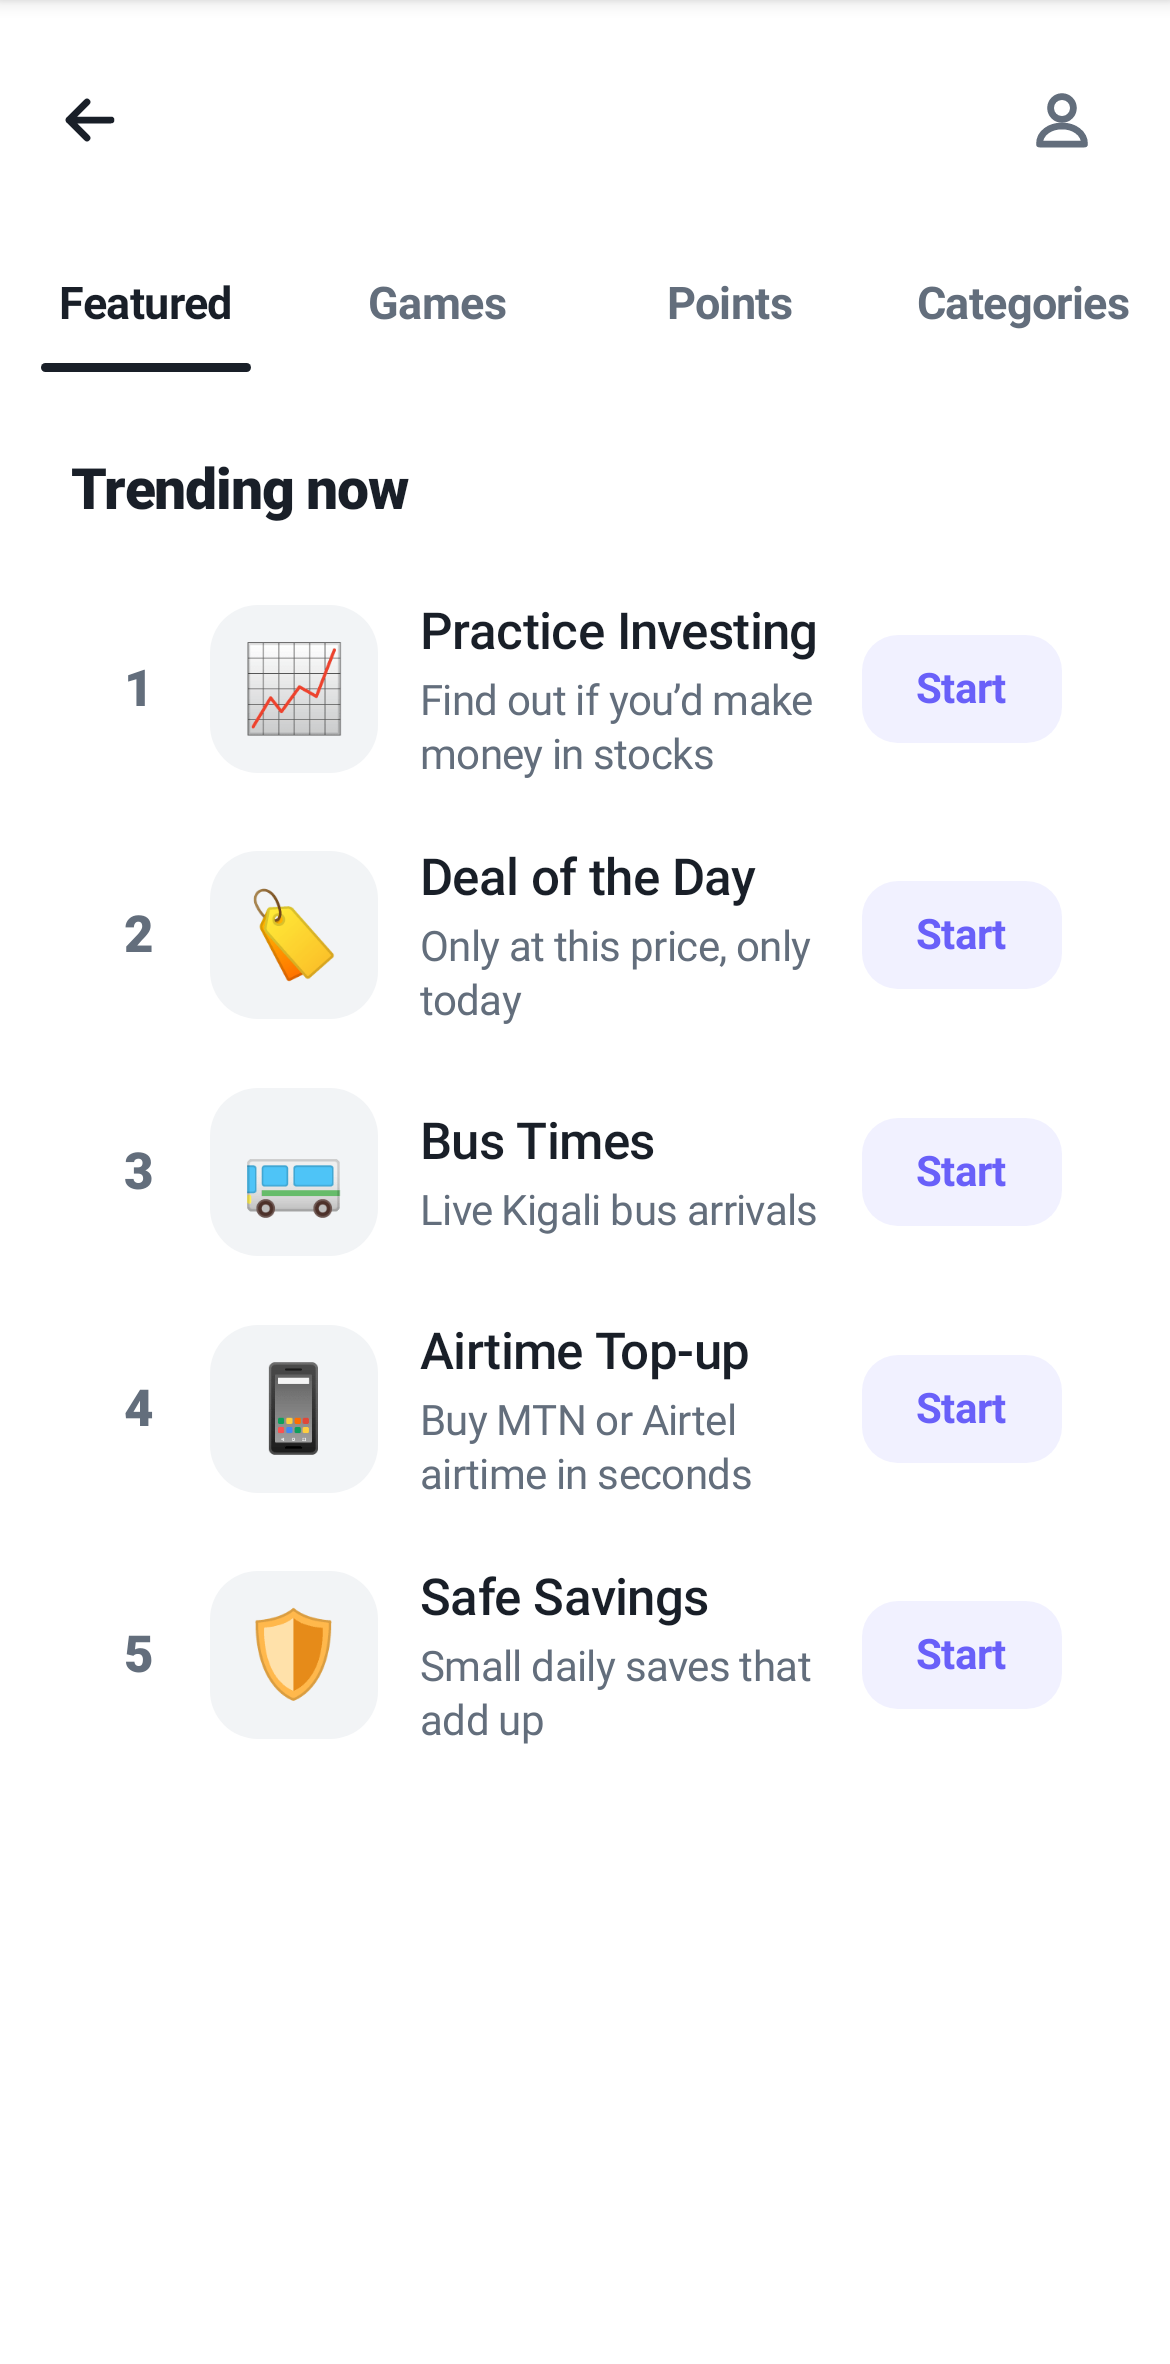 Featured Games Points Categories
Trending now
1
Practice Investing
Find out if you’d make
money in stocks
Start
2
Deal of the Day
Only at this price, only
today
Start
3
Bus Times
Live Kigali bus arrivals
Start
4
Airtime Top-up
Buy MTN or Airtel
airtime in seconds
Start
5
Safe Savings
Small daily saves that
add up
Start